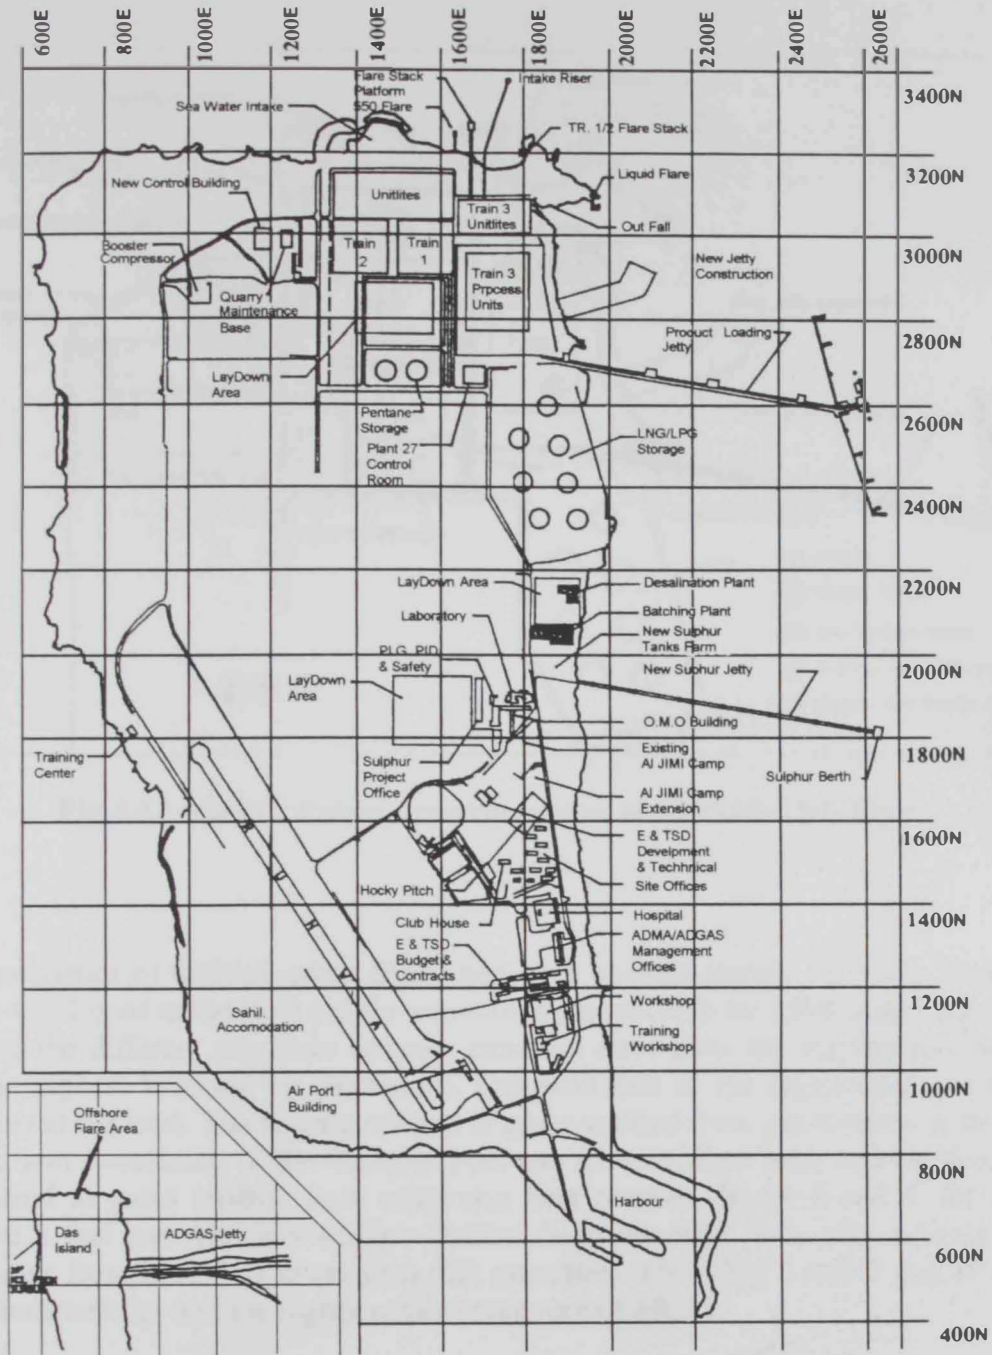 600E
800E
1000E
1200E
1400E
1600E
1800E
2000E
2200E
2400E
2600E
3400N
3200N
3000N
2800N
2600N
2400N
2200N
2000N
1800N
1600N
1400N
1200N
1000N
800N
600N
400N
Flare Stack
Platform
S50 Flare
Intake Riser
Sea Water Intake
TR. 1/2 Flare Stack
New Control Building
Unitlites
Liquid Flare
Train 3
Unitlites
Out Fall
Booster
Compressor
Train
2
Train
1
New Jetty
Construction
Train 3
Prpcess
Units
Quarry
Maintenance
Base
Product Loading
Jetty
LayDown
Area
Pentane
Storage
LNG/LPG
Storage
Plant 27
Control
Room
LayDown Area
Desalination Plant
Laboratory
Batching Plant
New Sulphur
Tanks Farm
PLG, PID
& Safety
New Suphur Jetty
LayDown
Area
O.M.O Building
Training
Center
Sulphur
Project
Office
Existing
Al JIMI Camp
Sulphur Berth
Al JIMI Camp
Extension
R U N W A Y
E & TSD
Develpment
& Techhrical
Site Offices
Hocky Pitch
Club House
Hospital
E & TSD
Budget &
Contracts
ADMA/ADGAS
Management
Offices
Sahil.
Accomodation
Workshop
Training
Workshop
Air Port
Building
Offshore
Flare Area
Harbour
Das
Island
ADGAS Jetty